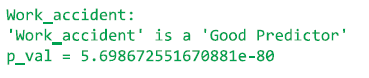 Work_accident:
'Work_accident' is a 'Good Predictor'
p_val = 5.698672551670881e-80